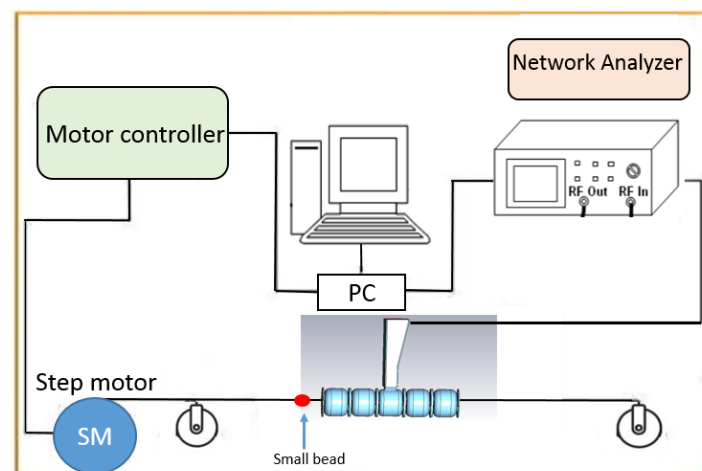 Network Analyzer
Motor controller
RF Out RF In
PC
Step motor
SM
Small bead